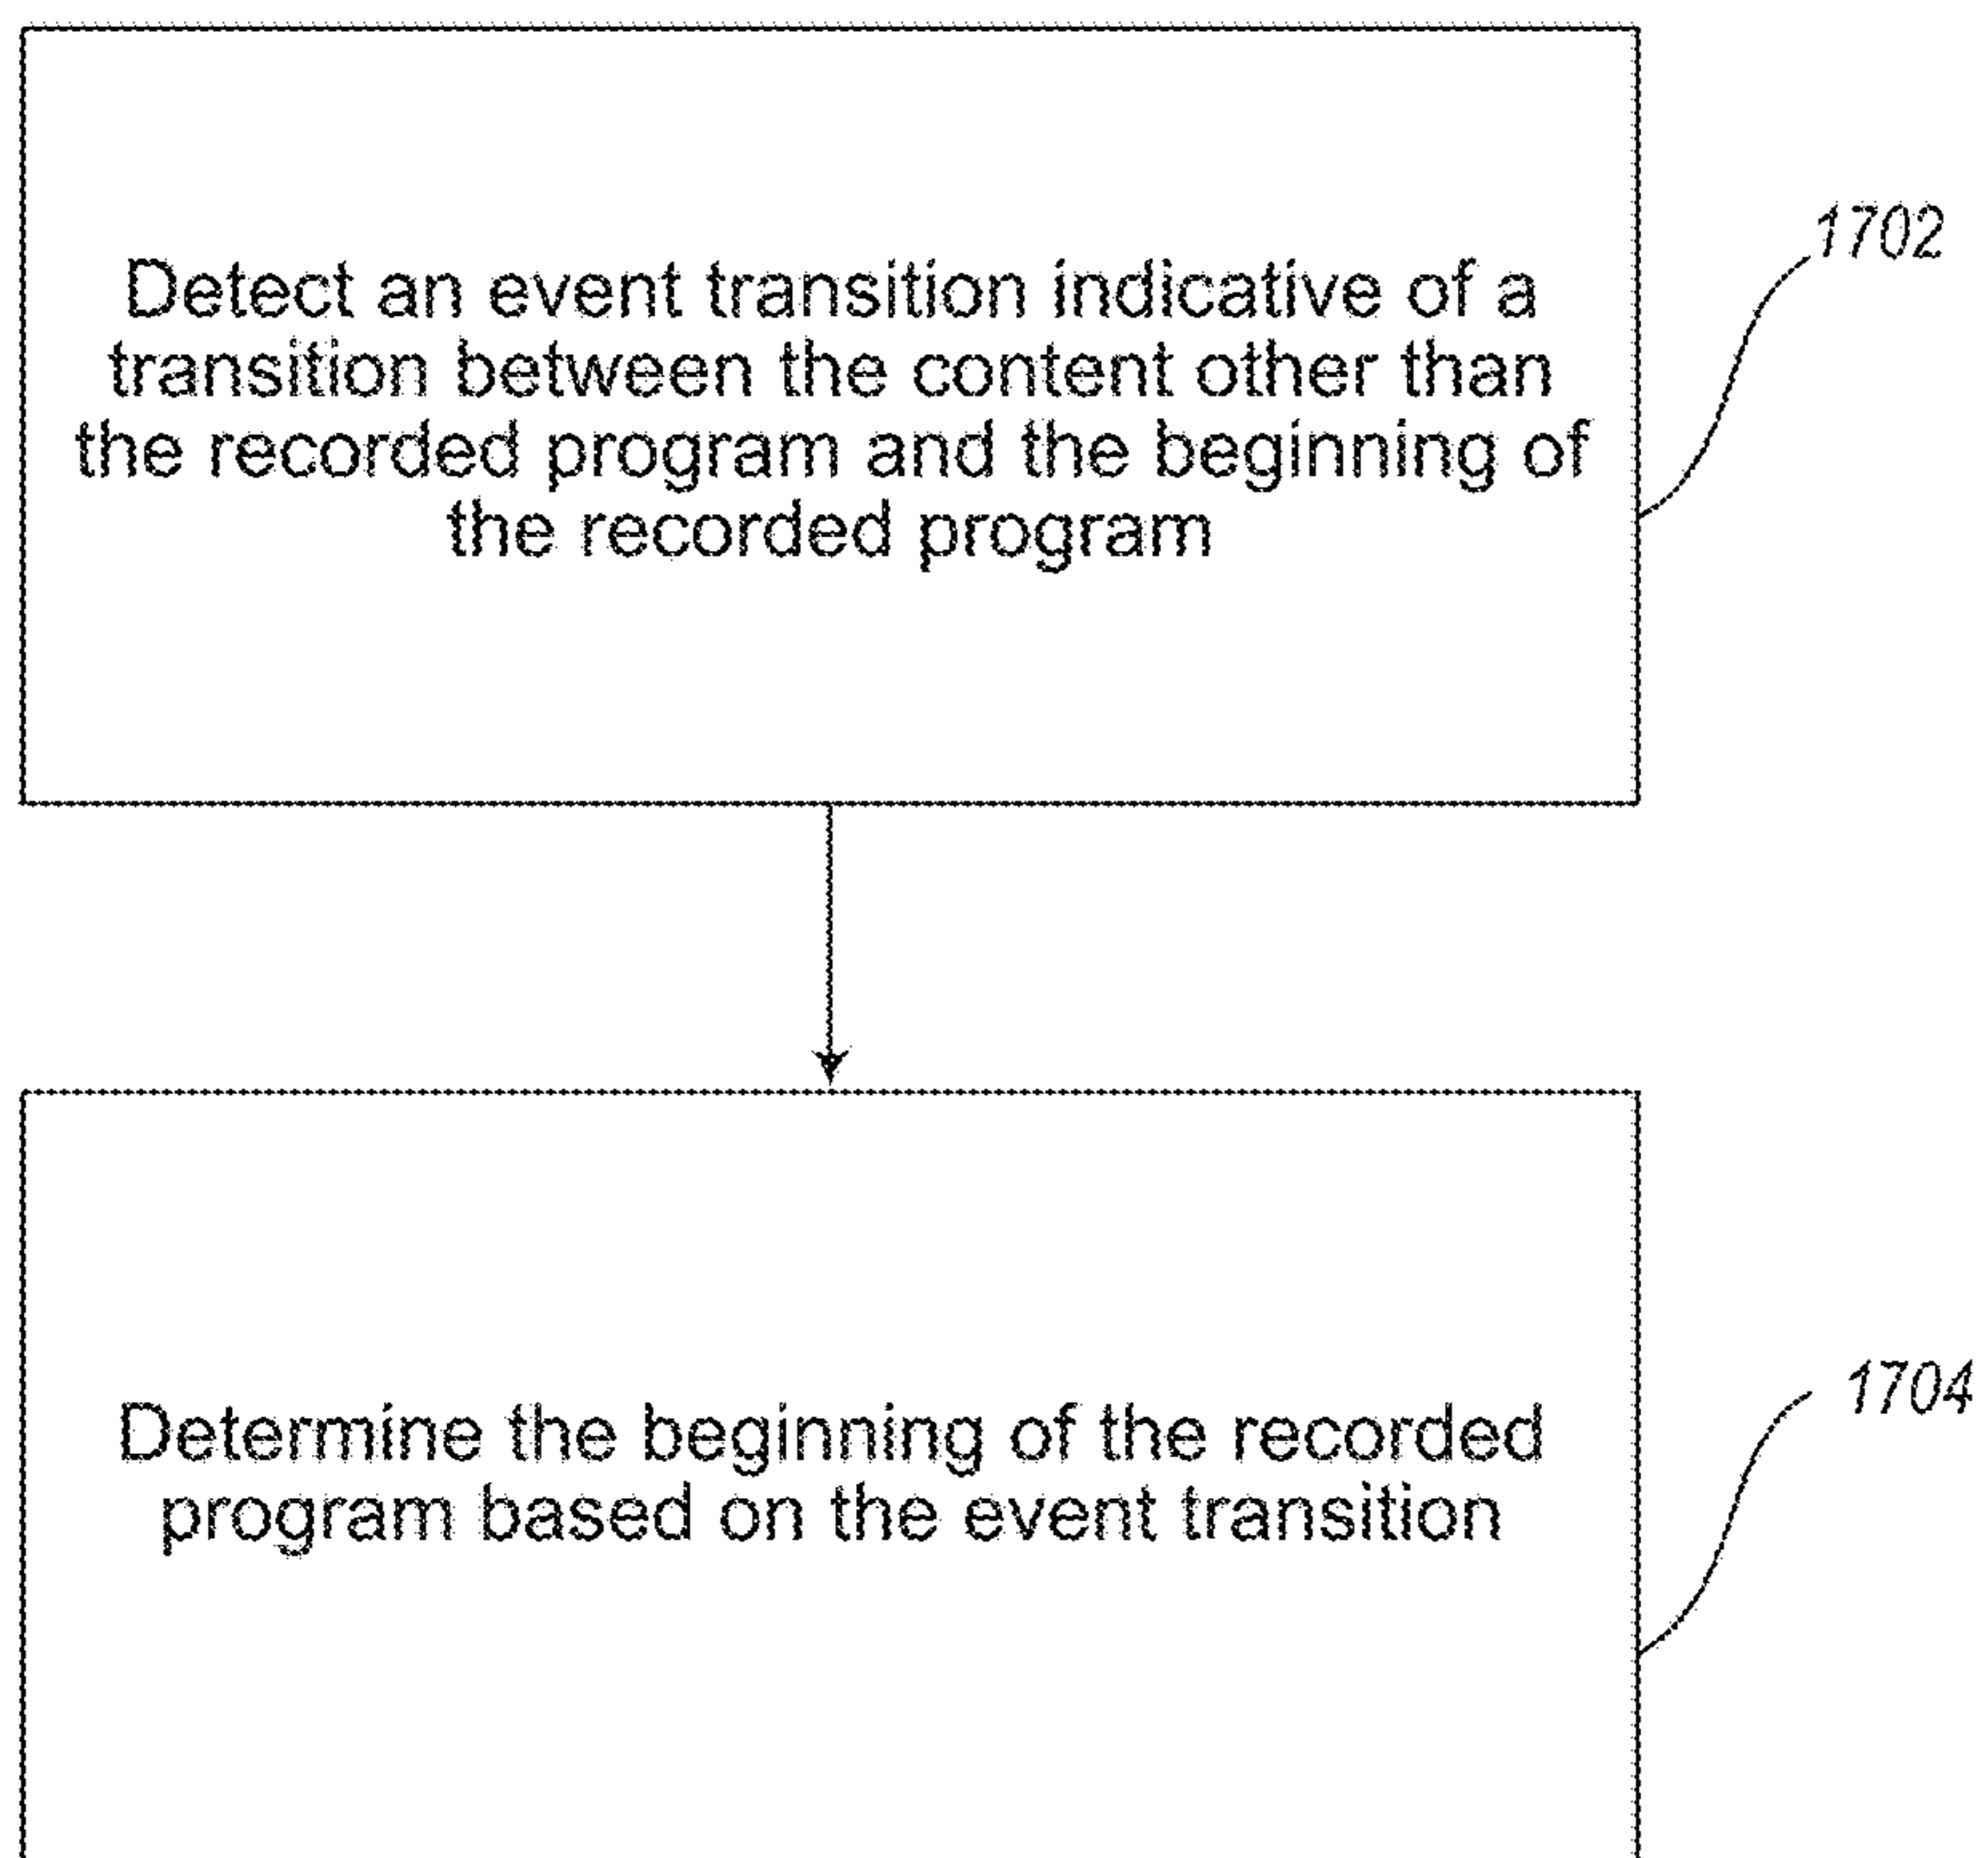 Detect an event transition indicative of a
transition between the content other than
the recorded program and the beginning of
the recorded program
1702
Determine the beginning of the recorded
program based on the event transition
1704